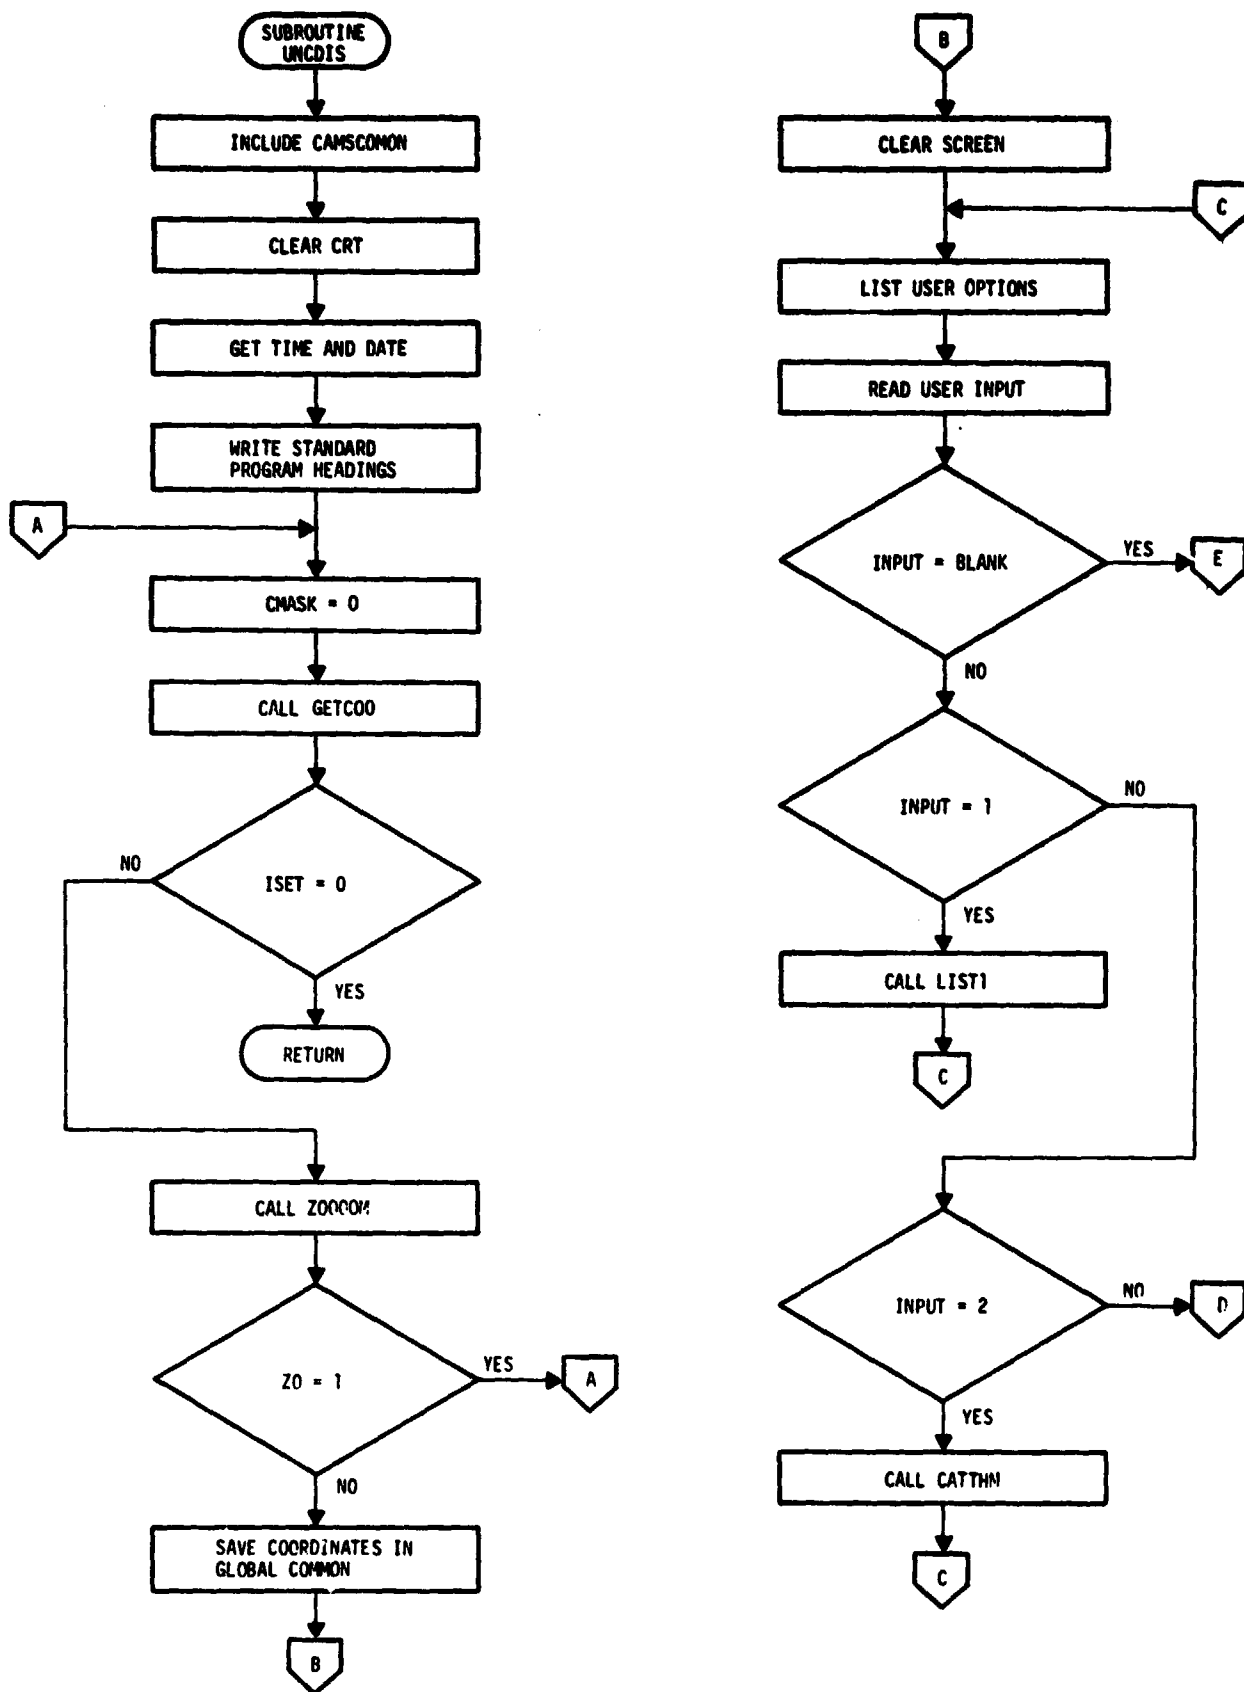 SUBROUTINE
UNCDIS
INCLUDE CAMSCOMON
CLEAR CRT
GET TIME AND DATE
WRITE STANDARD
PROGRAM HEADINGS
A
CMASK = 0
CALL GETCOO
ISET = 0
NO
YES
RETURN
CALL ZOOOOM
ZO = 1
YES
A
NO
SAVE COORDINATES IN
GLOBAL COMMON
B
B
CLEAR SCREEN
C
LIST USER OPTIONS
READ USER INPUT
INPUT = BLANK
YES
E
NO
INPUT = 1
NO
YES
CALL LIST1
C
INPUT = 2
NO
D
YES
CALL CATTHM
C